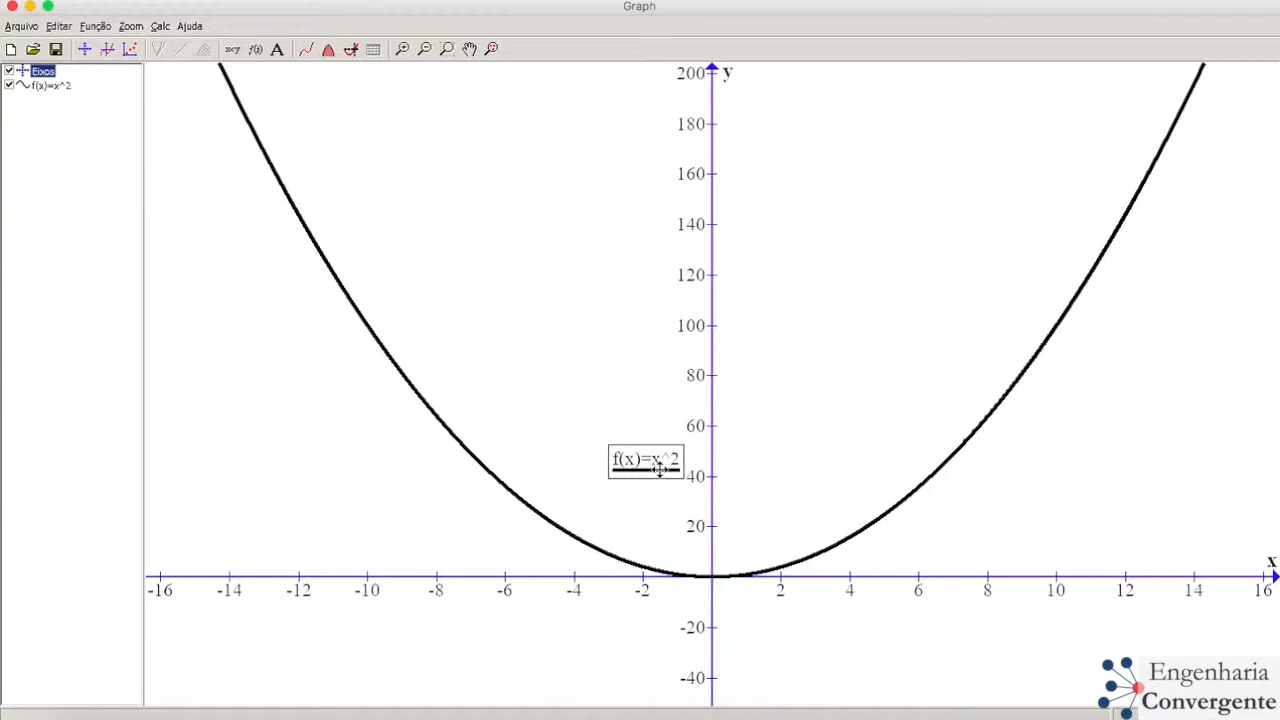 Graph
Arquivo Editar Função Zoom Calc Ajuda
Eixos
f(x)=x^2
y
200
180
160
140
120
100
80
60
f(x)=x^2
40
20
x
-16 -14 -12 -10 -8 -6 -4 -2 2 4 6 8 10 12 14 16
-20
-40
Engenharia
Convergente